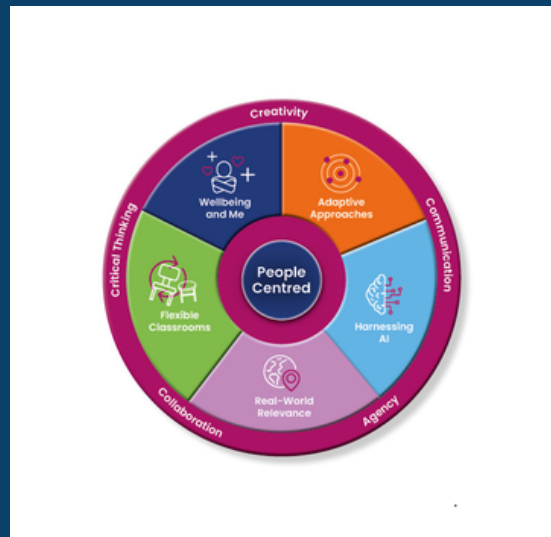 Creativity
Communication
Agency
Collaboration
Critical Thinking
Wellbeing
and Me
Adaptive
Approaches
Harnessing
AI
Real-World
Relevance
Flexible
Classrooms
People
Centred